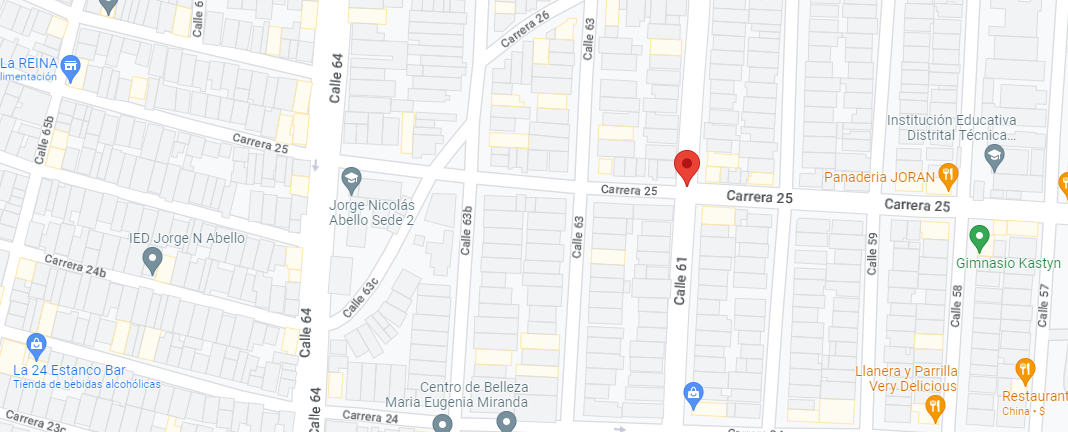 Carrera 26
Calle 63
Calle 64
La REINA
limentación
Carrera 25
Calle 65b
Institución Educativa
Distrital Técnica...
Panaderia JORAN
Carrera 25
Carrera 25
Carrera 25
Jorge Nicolás
Abello Sede 2
IED Jorge N Abello
Calle 63b
Calle 63
Calle 59
Gimnasio Kastyn
Carrera 24b
Calle 61
Calle 63c
Calle 58
Calle 57
Calle 64
La 24 Estanco Bar
Tienda de bebidas alcohólicas
Llanera y Parrilla
Very Delicious
Centro de Belleza
Maria Eugenia Miranda
Restaurant
China • $
Calle 64
Carrera 24
Carrera 23c